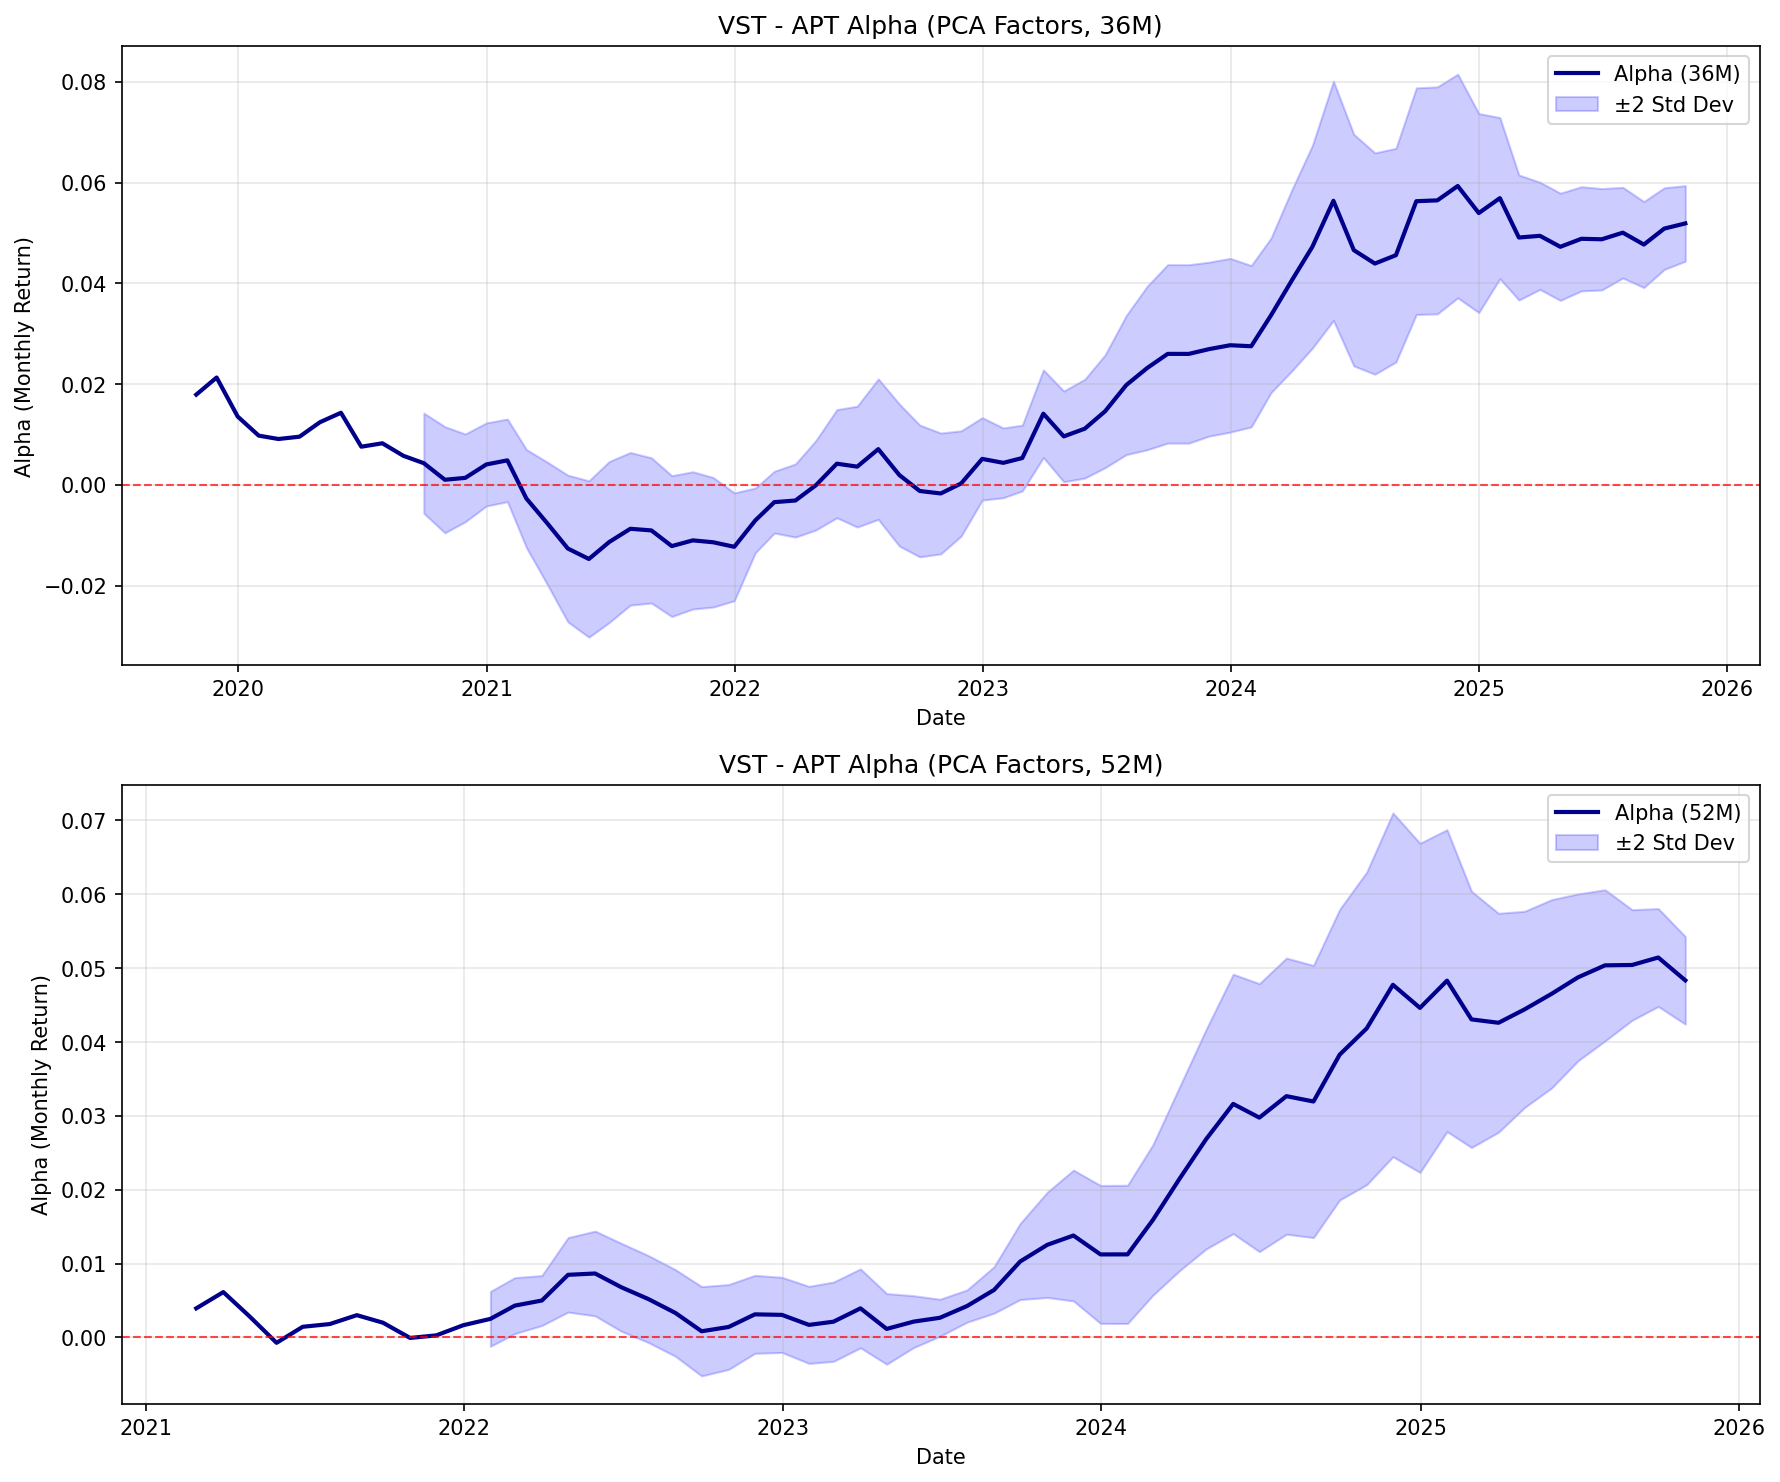 VST - APT Alpha (PCA Factors, 36M)
Alpha (36M)
±2 Std Dev
Alpha (Monthly Return)
0.08
0.06
0.04
0.02
0.00
−0.02
2020 2021 2022 2023 2024 2025 2026
Date
VST - APT Alpha (PCA Factors, 52M)
Alpha (52M)
±2 Std Dev
Alpha (Monthly Return)
0.07
0.06
0.05
0.04
0.03
0.02
0.01
0.00
2021 2022 2023 2024 2025 2026
Date